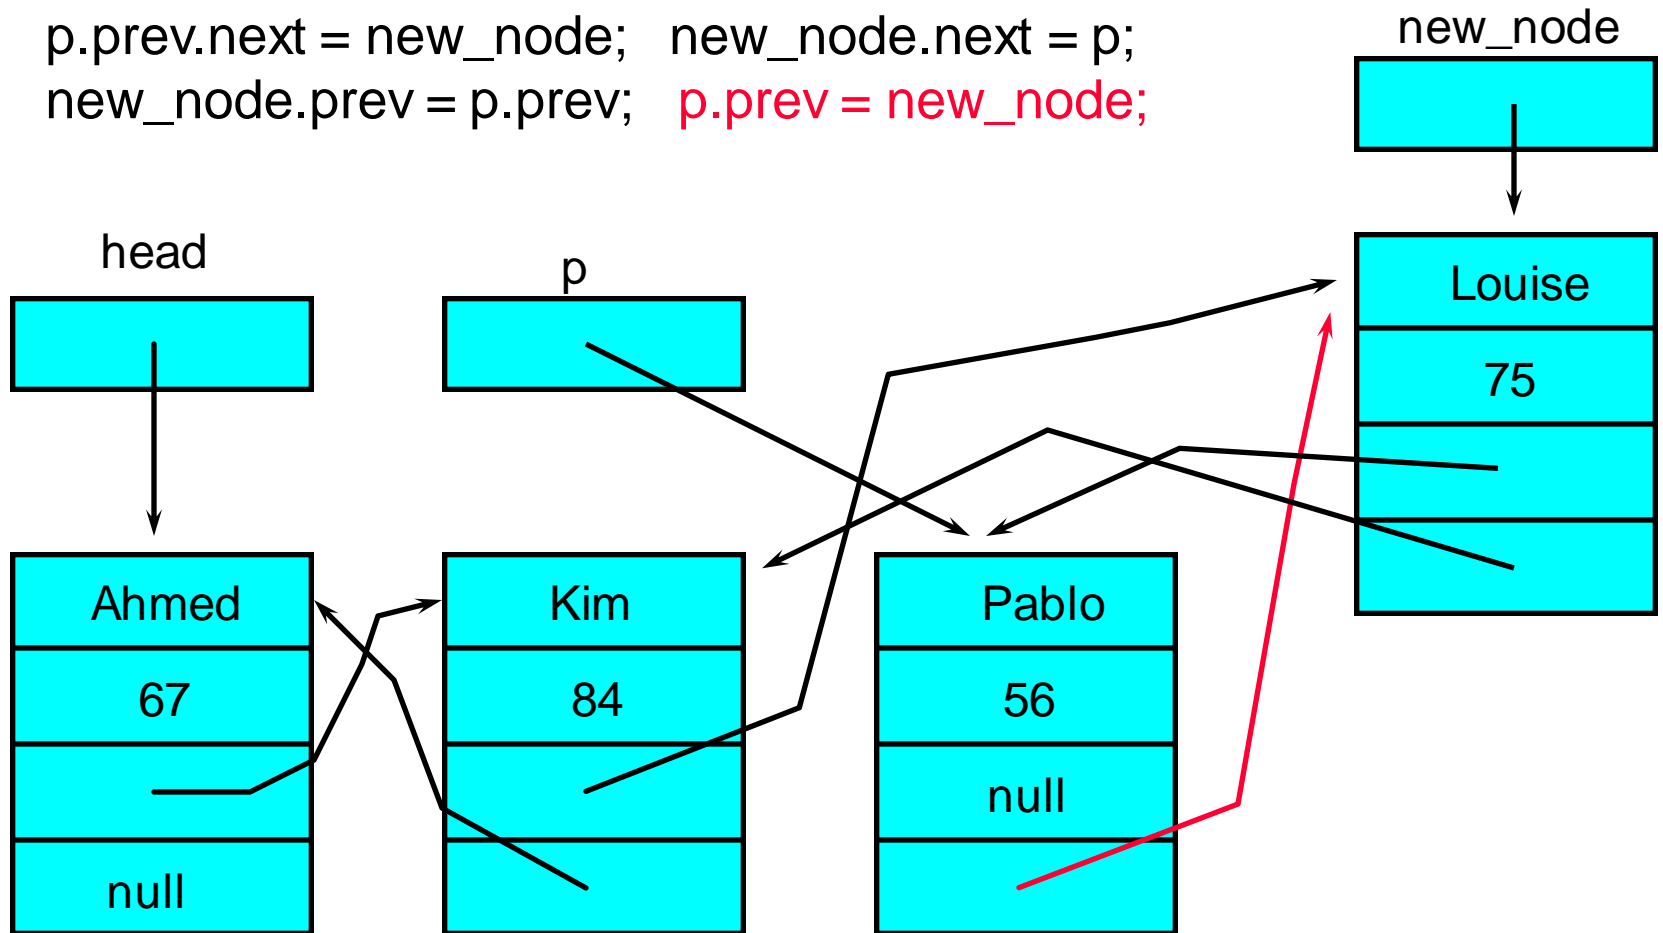 p.prev.next = new_node;   new_node.next = p;
new_node.prev = p.prev;   p.prev = new_node;
new_node
head
p
Louise
75
Ahmed
67
null
Kim
84
Pablo
56
null